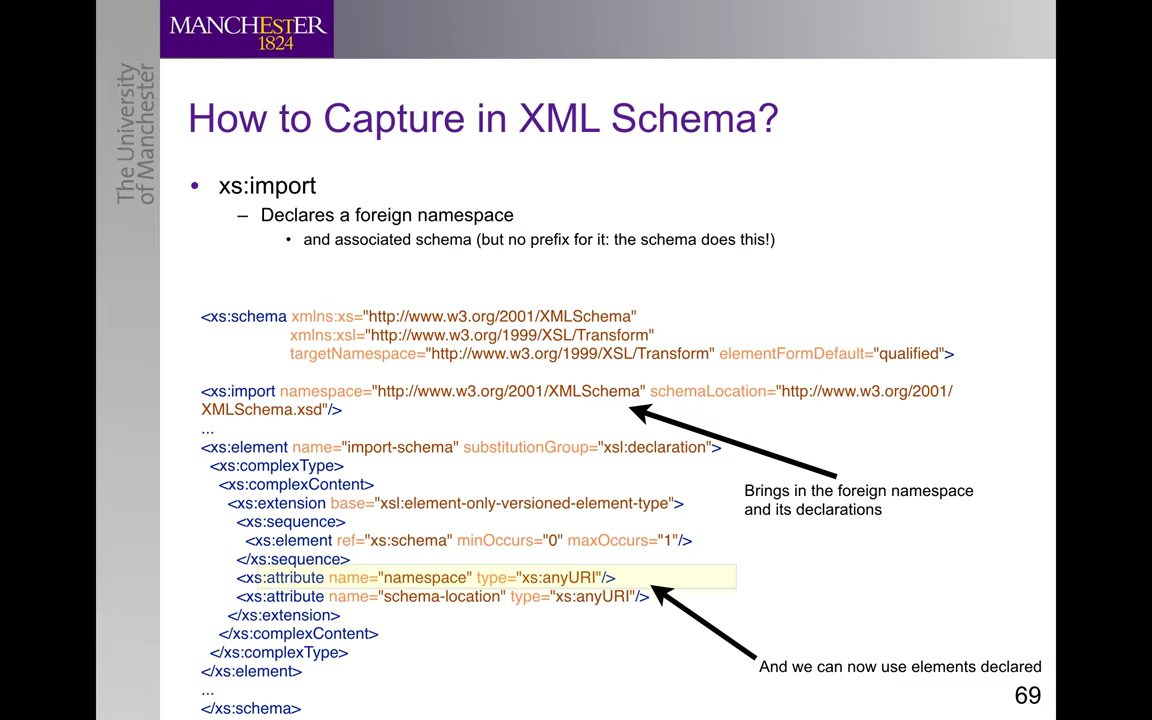 MANCHESTER
1824
The University
of Manchester
How to Capture in XML Schema?
• xs:import
– Declares a foreign namespace
• and associated schema (but no prefix for it: the schema does this!)
<xs:schema xmlns:xs="http://www.w3.org/2001/XMLSchema"
xmlns:xsl="http://www.w3.org/1999/XSL/Transform"
targetNamespace="http://www.w3.org/1999/XSL/Transform" elementFormDefault="qualified">
<xs:import namespace="http://www.w3.org/2001/XMLSchema" schemaLocation="http://www.w3.org/2001/
XMLSchema.xsd"/>
...
<xs:element name="import-schema" substitutionGroup="xsl:declaration">
<xs:complexType>
<xs:complexContent>
<xs:extension base="xsl:element-only-versioned-element-type">
<xs:sequence>
<xs:element ref="xs:schema" minOccurs="0" maxOccurs="1"/>
</xs:sequence>
<xs:attribute name="namespace" type="xs:anyURI"/>
<xs:attribute name="schema-location" type="xs:anyURI"/>
</xs:extension>
</xs:complexContent>
</xs:complexType>
</xs:element>
...
</xs:schema>
Brings in the foreign namespace
and its declarations
And we can now use elements declared
69